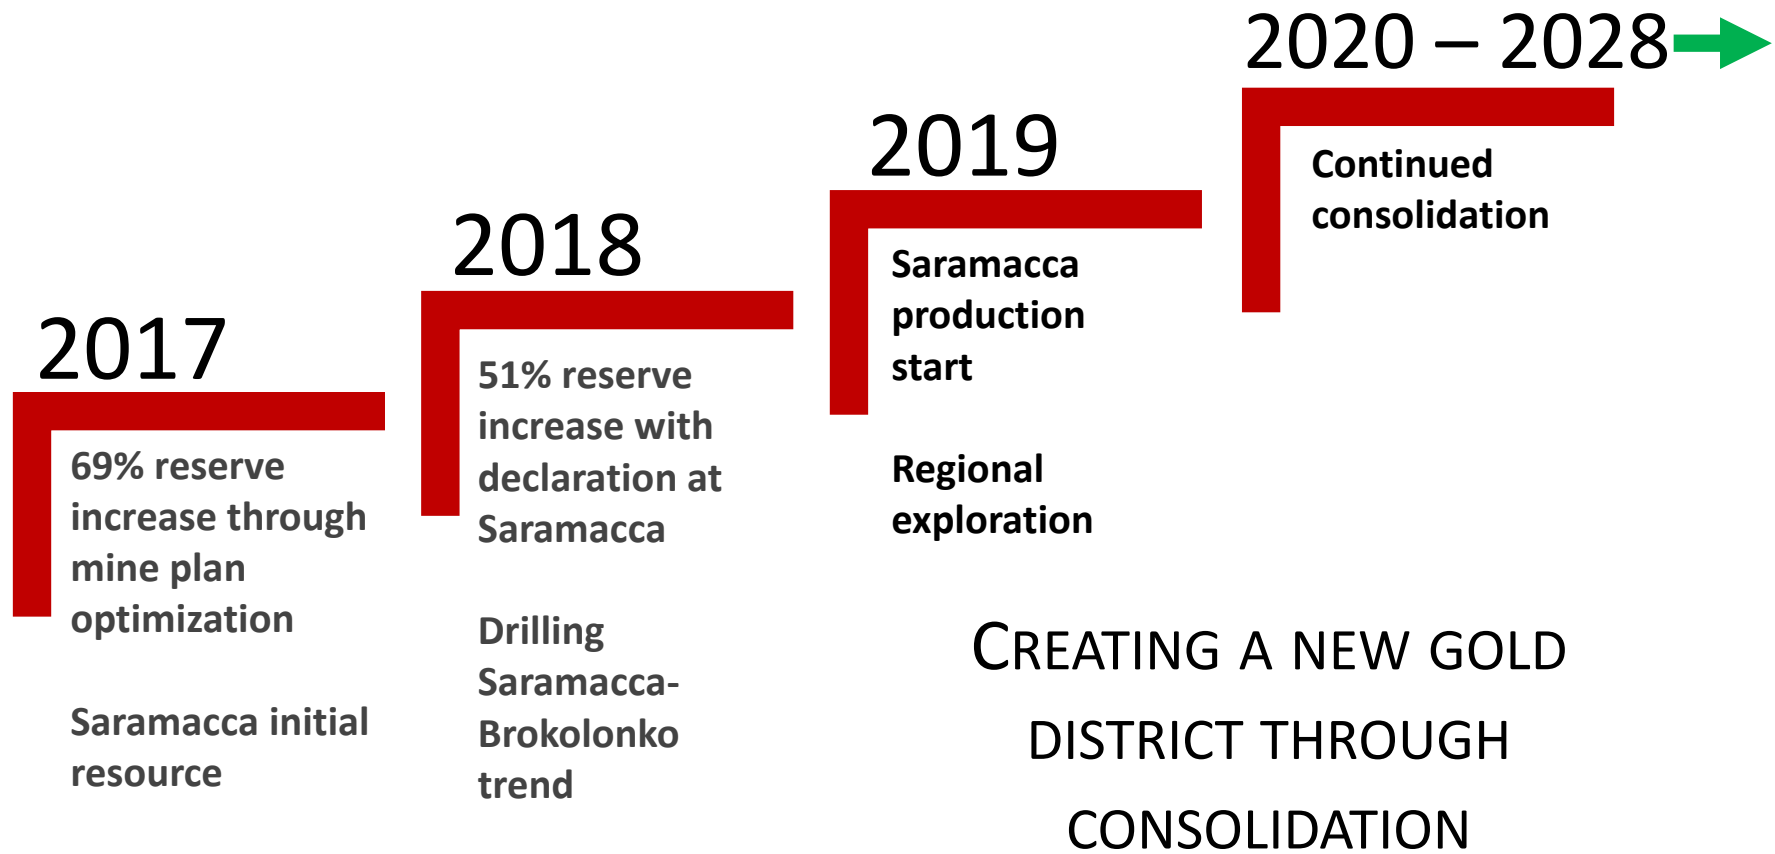 2017
69% reserve
increase through
mine plan
optimization
Saramacca initial
resource
2018
51% reserve
increase with
declaration at
Saramacca
Drilling
Saramacca-
Brokolonko
trend
2019
Saramacca
production
start
Regional
exploration
2020 – 2028
Continued
consolidation
CREATING A NEW GOLD
DISTRICT THROUGH
CONSOLIDATION